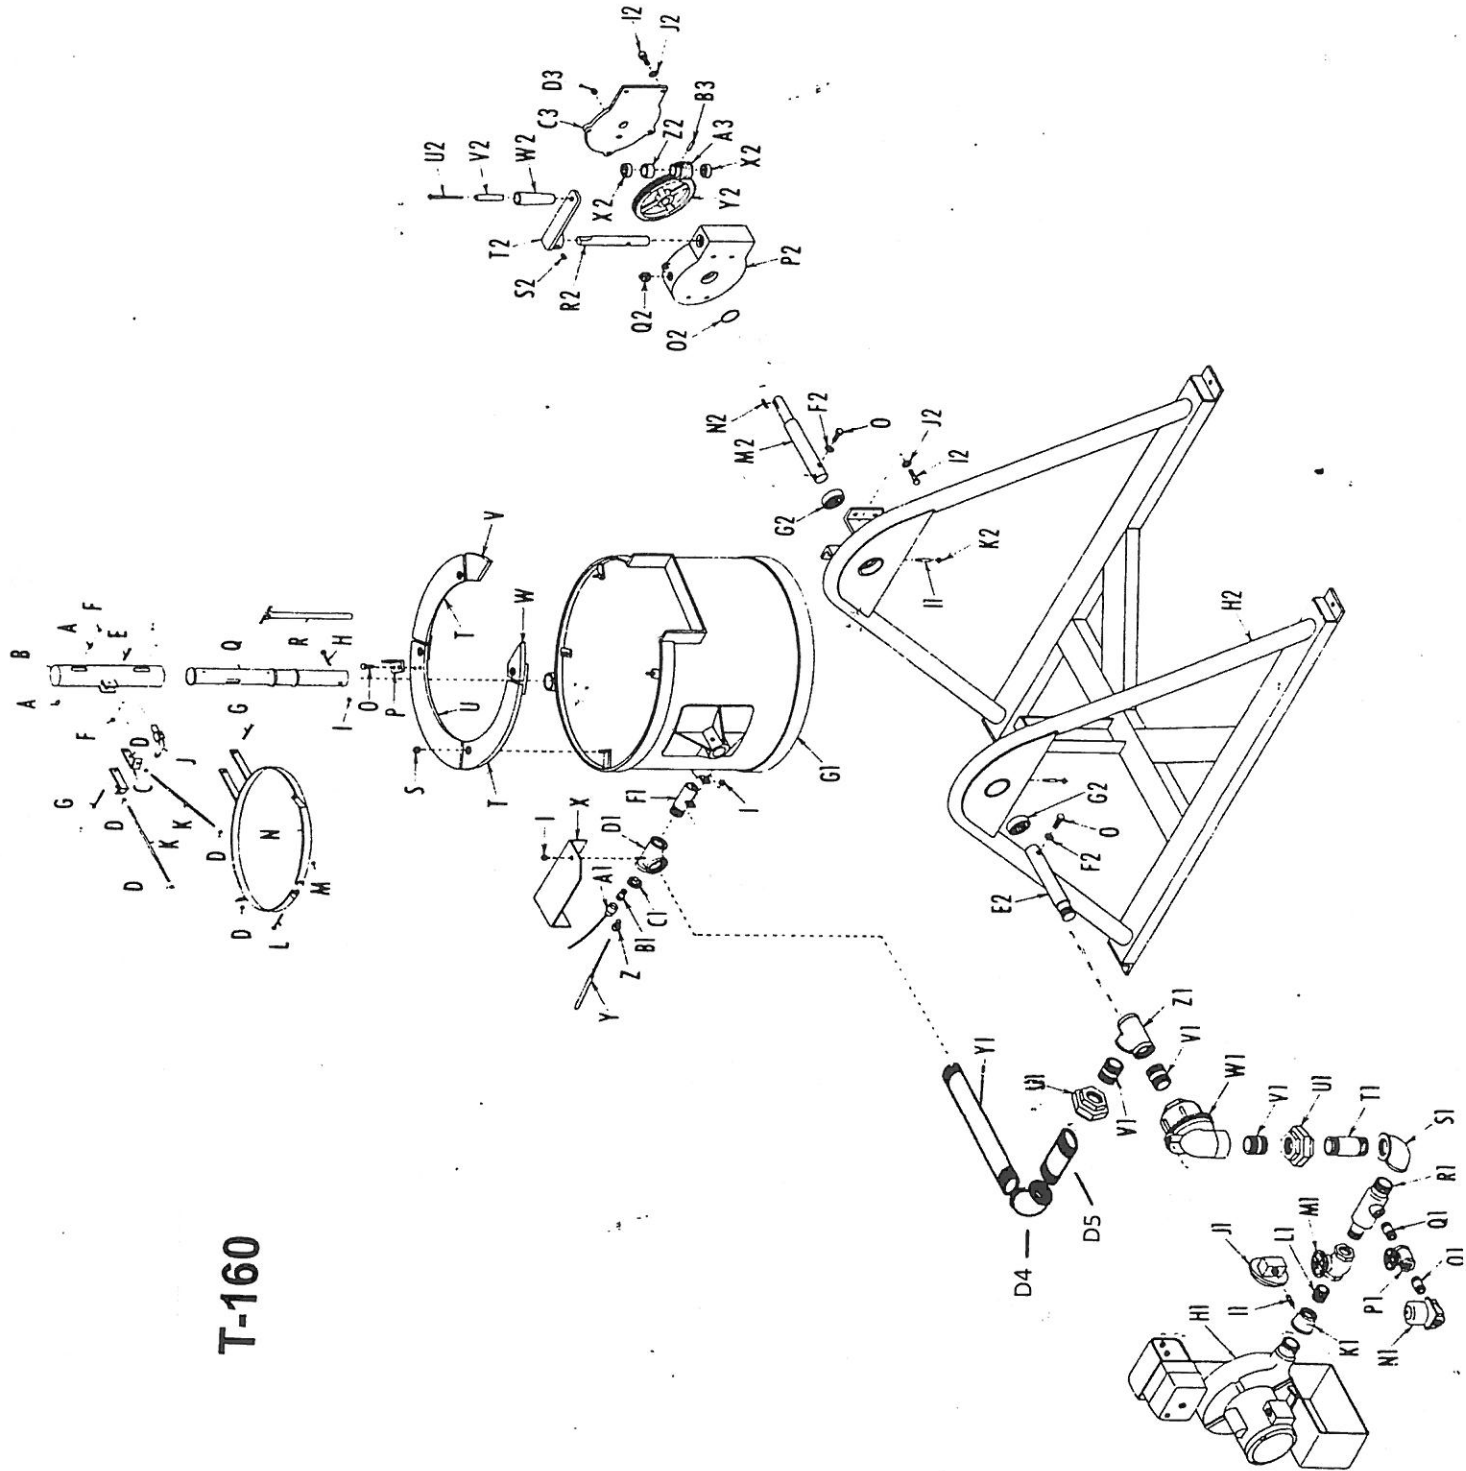 I2
J2
D3
C3
B3
Z2
A3
X2
X2
Y2
U2
V2
W2
T2
S2
R2
Q2
P2
O2
N2
M2
F2
O
J2
I2
G2
K2
I1
H2
A
F
E
B
A
F
Q
R
H
G
I
O
P
D
J
C
G
D
K
K
D
D
N
M
D
L
V
T
W
U
S
T
G1
I
F1
D1
X
I
A1
C1
B1
Z
Y
G2
O
F2
E2
Z1
V1
W1
Y1
U1
V1
V1
U1
T1
S1
R1
D5
D4
M1
L1
J1
I1
H1
Q1
O1
P1
N1
K1
T-160